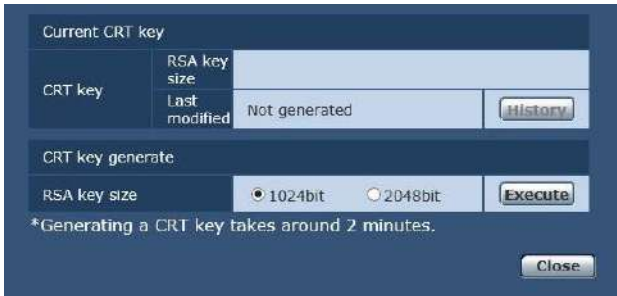 Current CRT key
CRT key
RSA key
size
Last
modified
Not generated
History
CRT key generate
RSA key size
1024bit
2048bit
Execute
*Generating a CRT key takes around 2 minutes.
Close